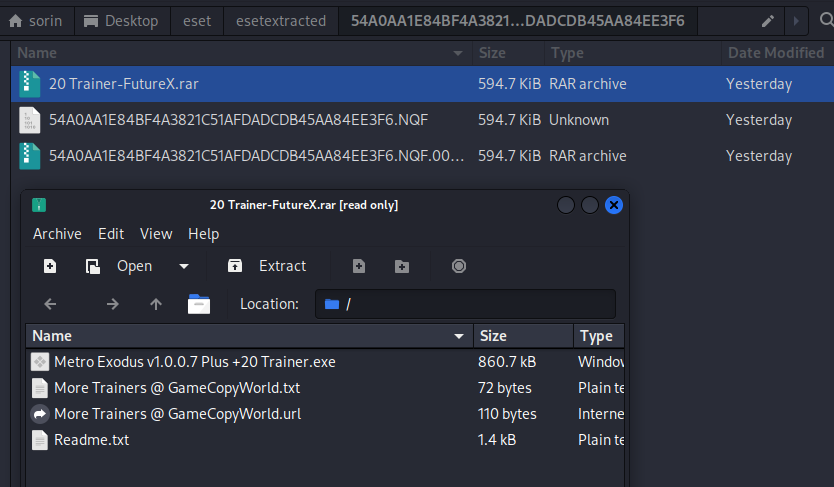 sorin Desktop eset esetextracted 54A0AA1E84BF4A3821...DADCDB45AA84EE3F6
Name Size Type Date Modified
20 Trainer-FutureX.rar 594.7 KiB RAR archive Yesterday
54A0AA1E84BF4A3821C51AFDADCDB45AA84EE3F6.NQF 594.7 KiB Unknown Yesterday
54A0AA1E84BF4A3821C51AFDADCDB45AA84EE3F6.NQF.00... 594.7 KiB RAR archive Yesterday
20 Trainer-FutureX.rar [read only]
Archive Edit View Help
Open Extract
Location: /
Name Size Type
Metro Exodus v1.0.0.7 Plus +20 Trainer.exe 860.7 kB Windov
More Trainers @ GameCopyWorld.txt 72 bytes Plain te
More Trainers @ GameCopyWorld.url 110 bytes Interne
Readme.txt 1.4 kB Plain te